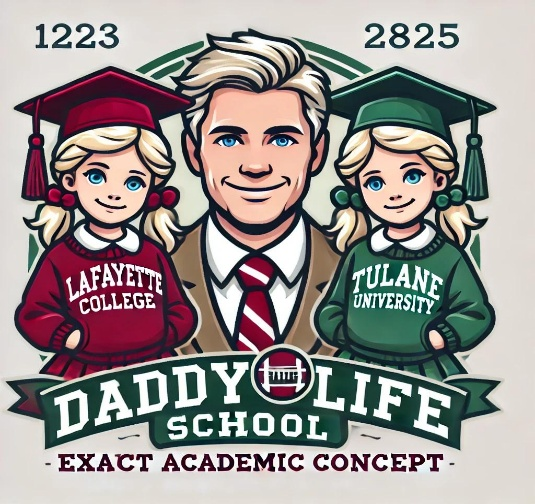 1223 2825
LAFAYETTE
COLLEGE
TULANE
UNIVERSITY
DADDY LIFE
SCHOOL
- EXACT ACADEMIC CONCEPT -